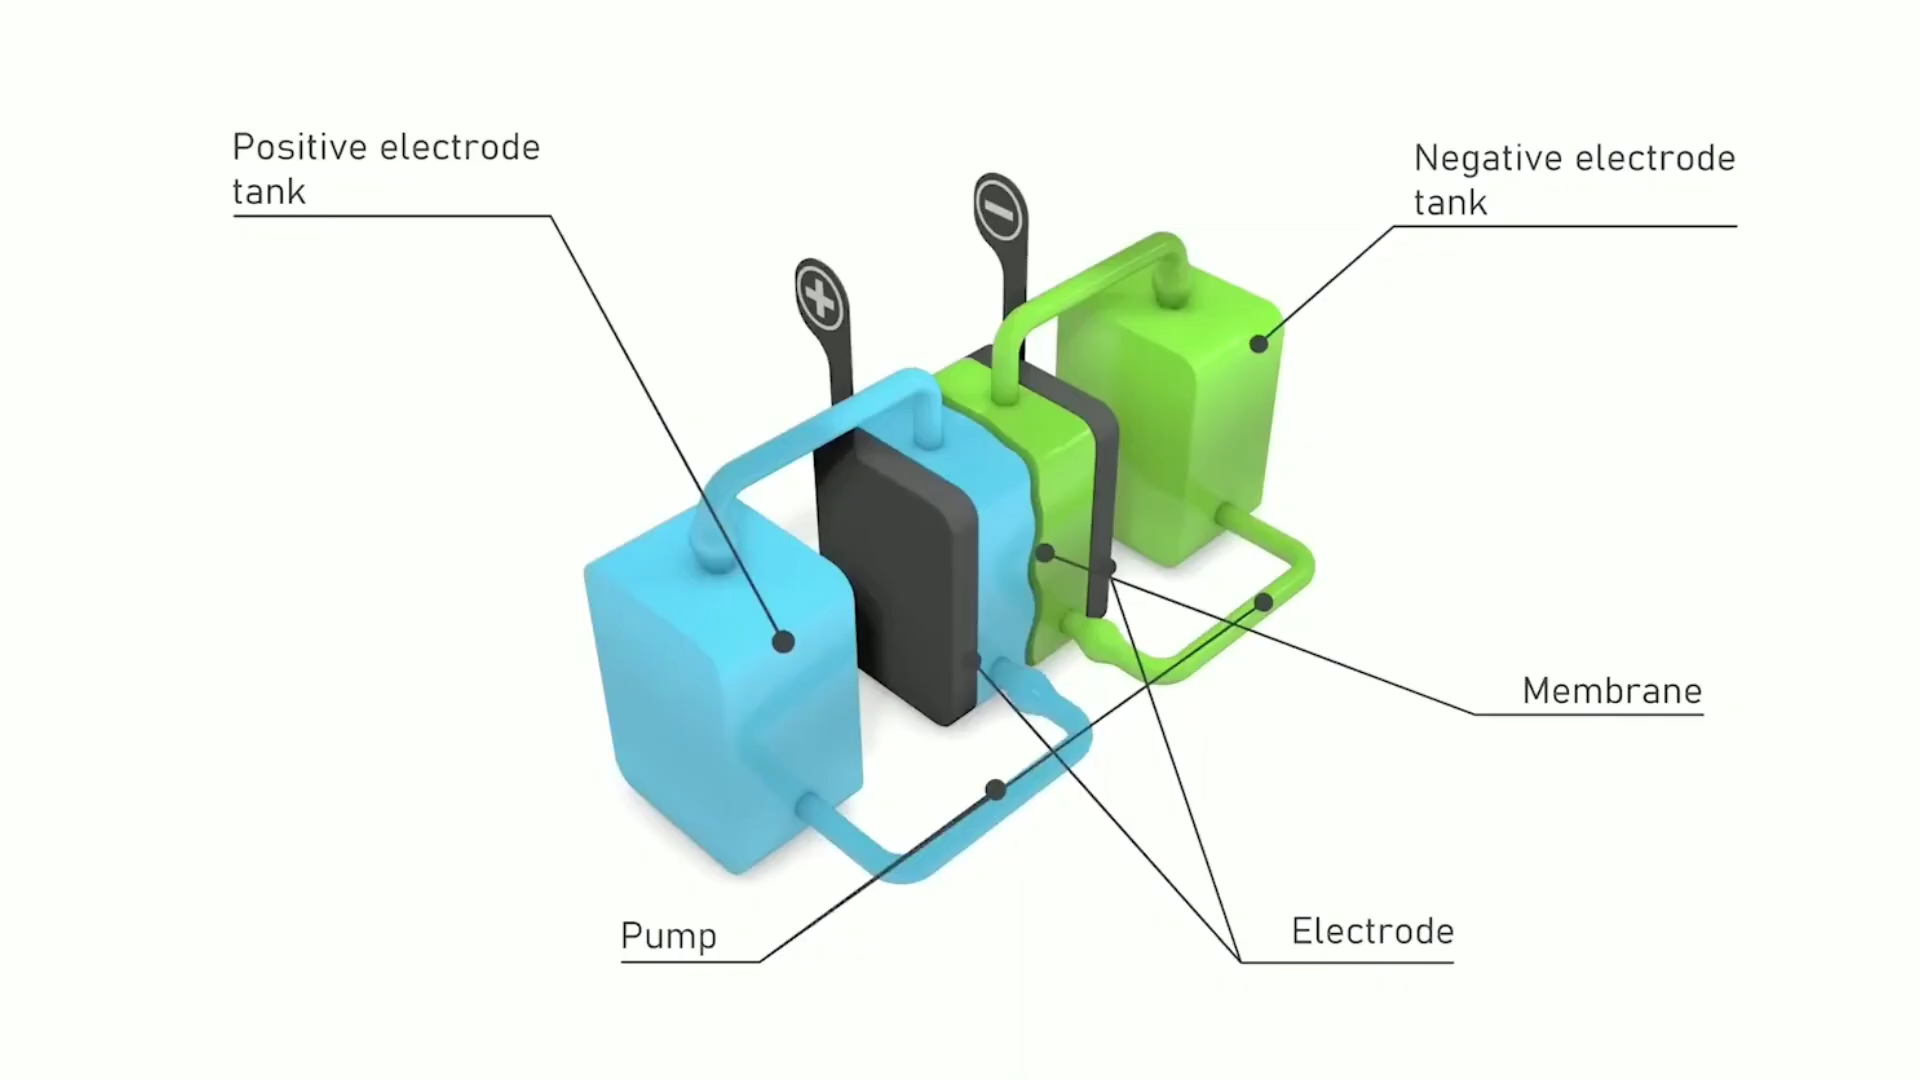 Positive electrode
tank
Negative electrode
tank
Membrane
Electrode
Pump